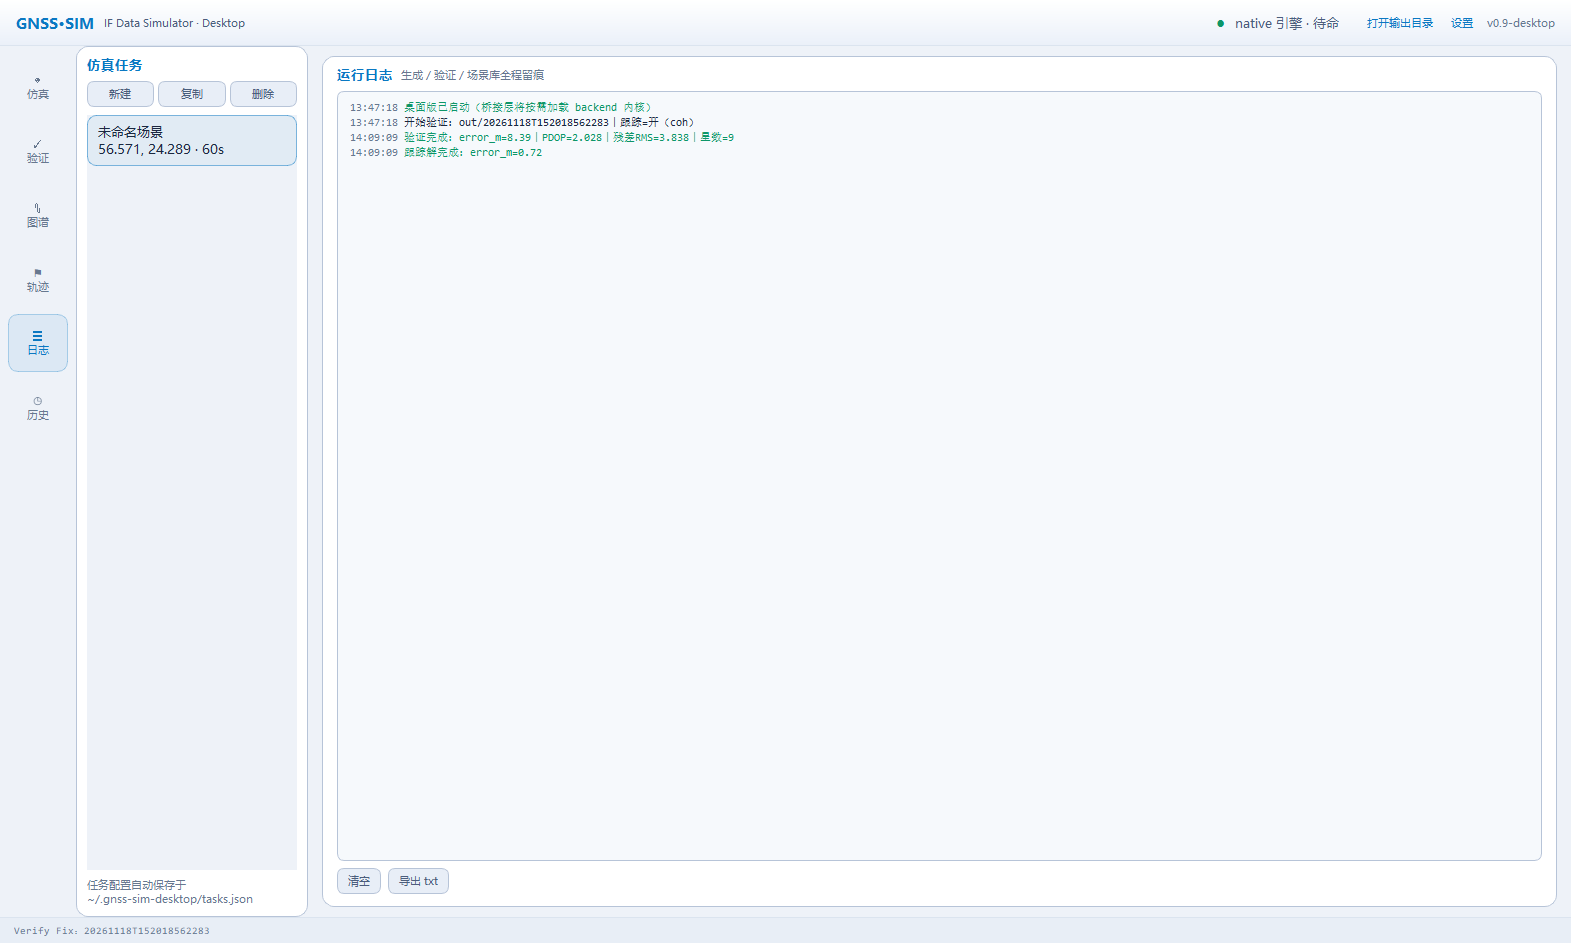 GNSS•SIM IF Data Simulator · Desktop
native 引擎 · 待命 打开输出目录 设置 v0.9-desktop
仿真
验证
图谱
轨迹
日志
历史
仿真任务
新建 复制 删除
未命名场景
56.571, 24.289 · 60s
任务配置自动保存于
~/.gnss-sim-desktop/tasks.json
运行日志 生成 / 验证 / 场景库全程留痕
13:47:18 桌面版已启动（桥接层将按需加载 backend 内核）
13:47:18 开始验证: out/20261118T152018562283｜跟踪=开（coh）
14:09:09 验证完成: error_m=8.39｜PDOP=2.028｜残差RMS=3.838｜星数=9
14:09:09 跟踪解完成: error_m=0.72
清空 导出 txt
Verify Fix: 20261118T152018562283